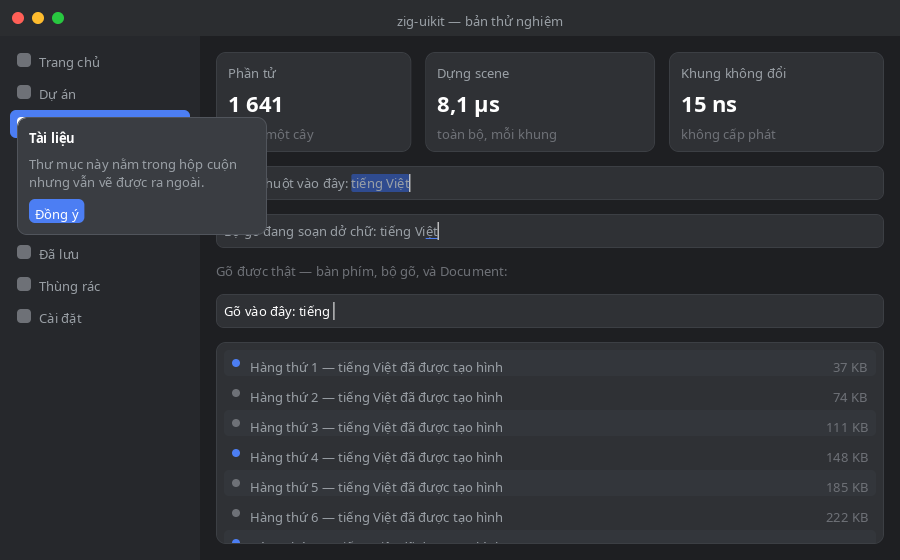 zig-uikit — bản thử nghiệm
Trang chủ
Dự án
Tài liệu
Thư mục này nằm trong hộp cuộn
nhưng vẫn vẽ được ra ngoài.
Đồng ý
Đã lưu
Thùng rác
Cài đặt
Phần tử
1 641
một cây
Dựng scene
8,1 µs
toàn bộ, mỗi khung
Khung không đổi
15 ns
không cấp phát
vào đây: tiếng Việt
đang soạn dở chữ: tiếng Việt
Gõ được thật — bàn phím, bộ gõ, và Document:
Gõ vào đây: tiếng
Hàng thứ 1 — tiếng Việt đã được tạo hình 37 KB
Hàng thứ 2 — tiếng Việt đã được tạo hình 74 KB
Hàng thứ 3 — tiếng Việt đã được tạo hình 111 KB
Hàng thứ 4 — tiếng Việt đã được tạo hình 148 KB
Hàng thứ 5 — tiếng Việt đã được tạo hình 185 KB
Hàng thứ 6 — tiếng Việt đã được tạo hình 222 KB